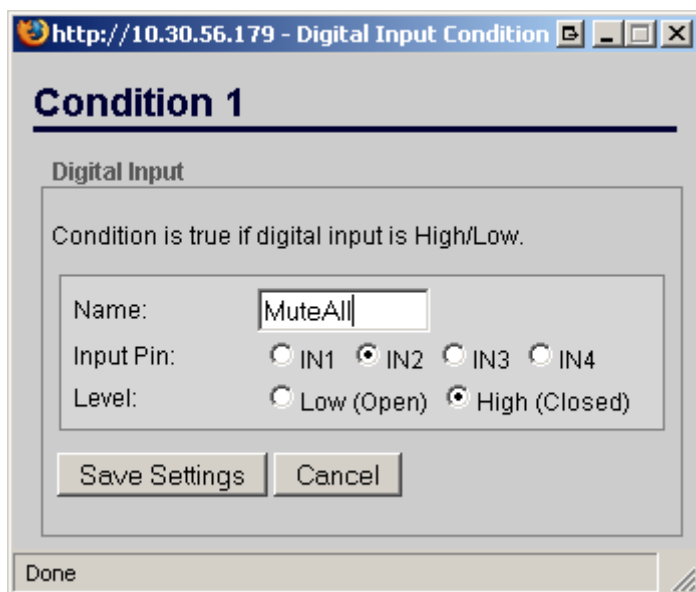 http://10.30.56.179 - Digital Input Condition
Condition 1
Digital Input
Condition is true if digital input is High/Low.
Name: MuteAll
Input Pin: IN1 IN2 IN3 IN4
Level: Low (Open) High (Closed)
Save Settings Cancel
Done